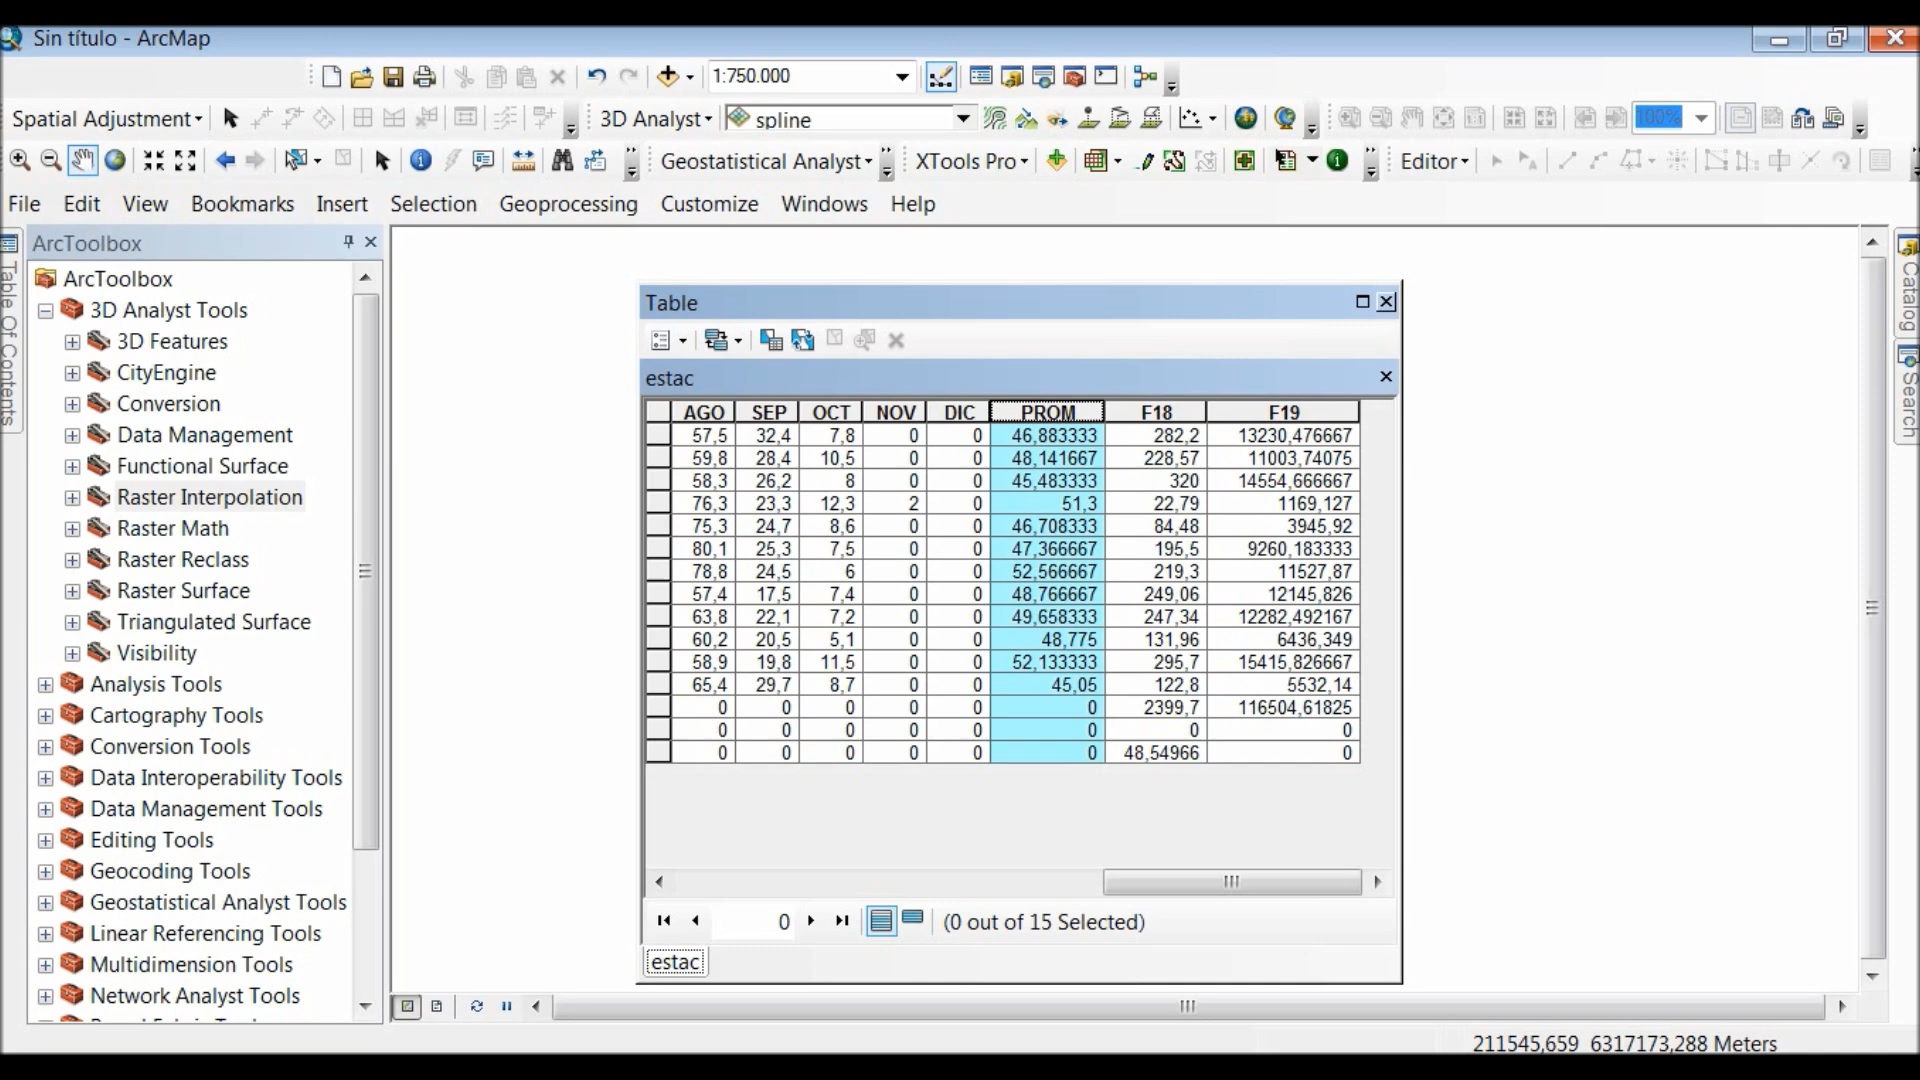 Sin título - ArcMap
1:750.000
Spatial Adjustment 3D Analyst spline 100%
Geostatistical Analyst XTools Pro Editor
File Edit View Bookmarks Insert Selection Geoprocessing Customize Windows Help
Table Of Contents
ArcToolbox
ArcToolbox
3D Analyst Tools
3D Features
CityEngine
Conversion
Data Management
Functional Surface
Raster Interpolation
Raster Math
Raster Reclass
Raster Surface
Triangulated Surface
Visibility
Analysis Tools
Cartography Tools
Conversion Tools
Data Interoperability Tools
Data Management Tools
Editing Tools
Geocoding Tools
Geostatistical Analyst Tools
Linear Referencing Tools
Multidimension Tools
Network Analyst Tools
Table
estac
AGO SEP OCT NOV DIC PROM F18 F19
57,5 32,4 7,8 0 0 46,883333 282,2 13230,476667
59,8 28,4 10,5 0 0 48,141667 228,57 11003,74075
58,3 26,2 8 0 0 45,483333 320 14554,666667
76,3 23,3 12,3 2 0 51,3 22,79 1169,127
75,3 24,7 8,6 0 0 46,708333 84,48 3945,92
80,1 25,3 7,5 0 0 47,366667 195,5 9260,183333
78,8 24,5 6 0 0 52,566667 219,3 11527,87
57,4 17,5 7,4 0 0 48,766667 249,06 12145,826
63,8 22,1 7,2 0 0 49,658333 247,34 12282,492167
60,2 20,5 5,1 0 0 48,775 131,96 6436,349
58,9 19,8 11,5 0 0 52,133333 295,7 15415,826667
65,4 29,7 8,7 0 0 45,05 122,8 5532,14
0 0 0 0 0 0 2399,7 116504,61825
0 0 0 0 0 0 0 0
0 0 0 0 0 0 48,54966 0
0 (0 out of 15 Selected)
estac
Catalog
Search
211545,659 6317173,288 Meters